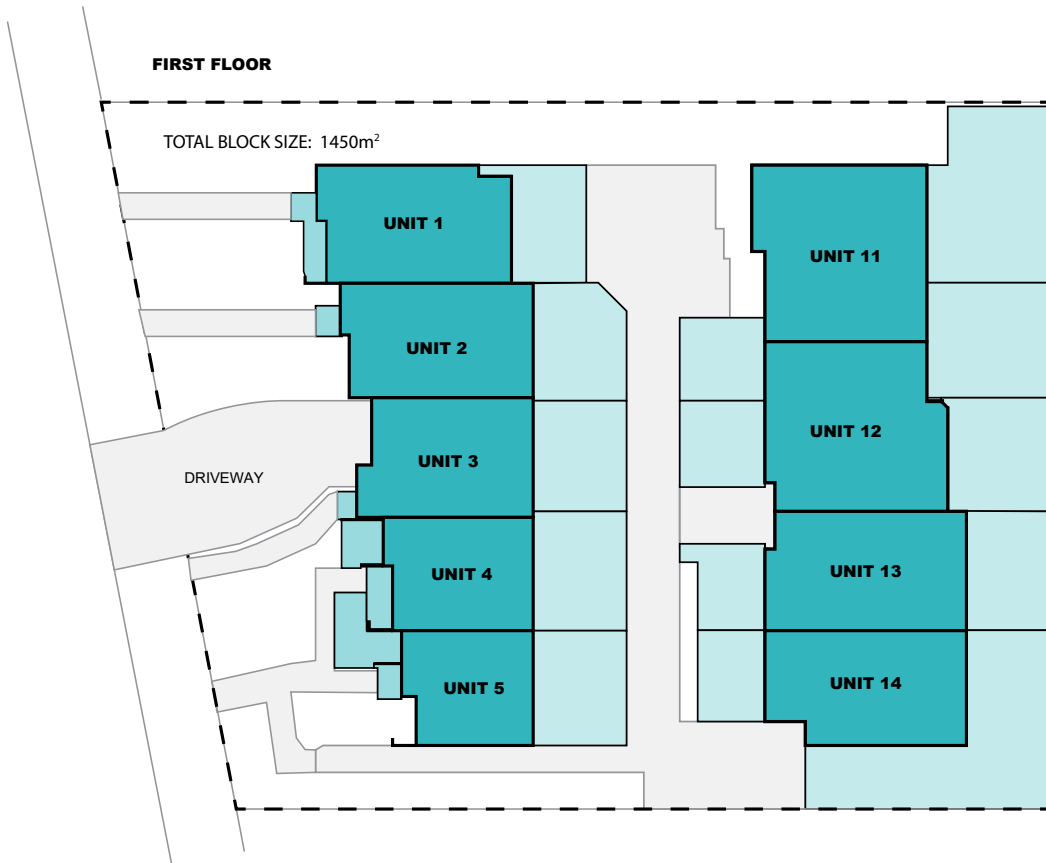 FIRST FLOOR
TOTAL BLOCK SIZE: 1450m²
UNIT 1
UNIT 2
UNIT 3
DRIVEWAY
UNIT 4
UNIT 5
UNIT 11
UNIT 12
UNIT 13
UNIT 14